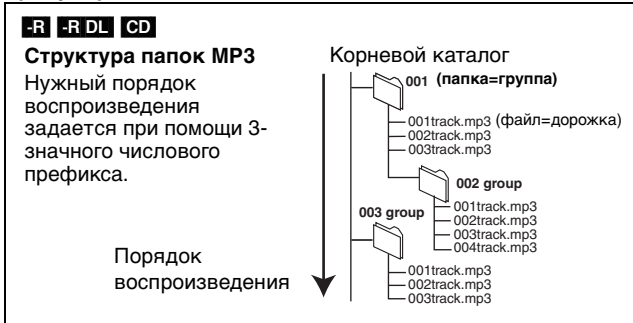 -R -R DL CD
Структура папок MP3
Нужный порядок
воспроизведения
задается при помощи 3-
значного числового
префикса.
Порядок
воспроизведения
Корневой каталог
001 (папка=группа)
001track.mp3 (файл=дорожка)
002track.mp3
003track.mp3
002 group
001track.mp3
002track.mp3
003track.mp3
004track.mp3
003 group
001track.mp3
002track.mp3
003track.mp3